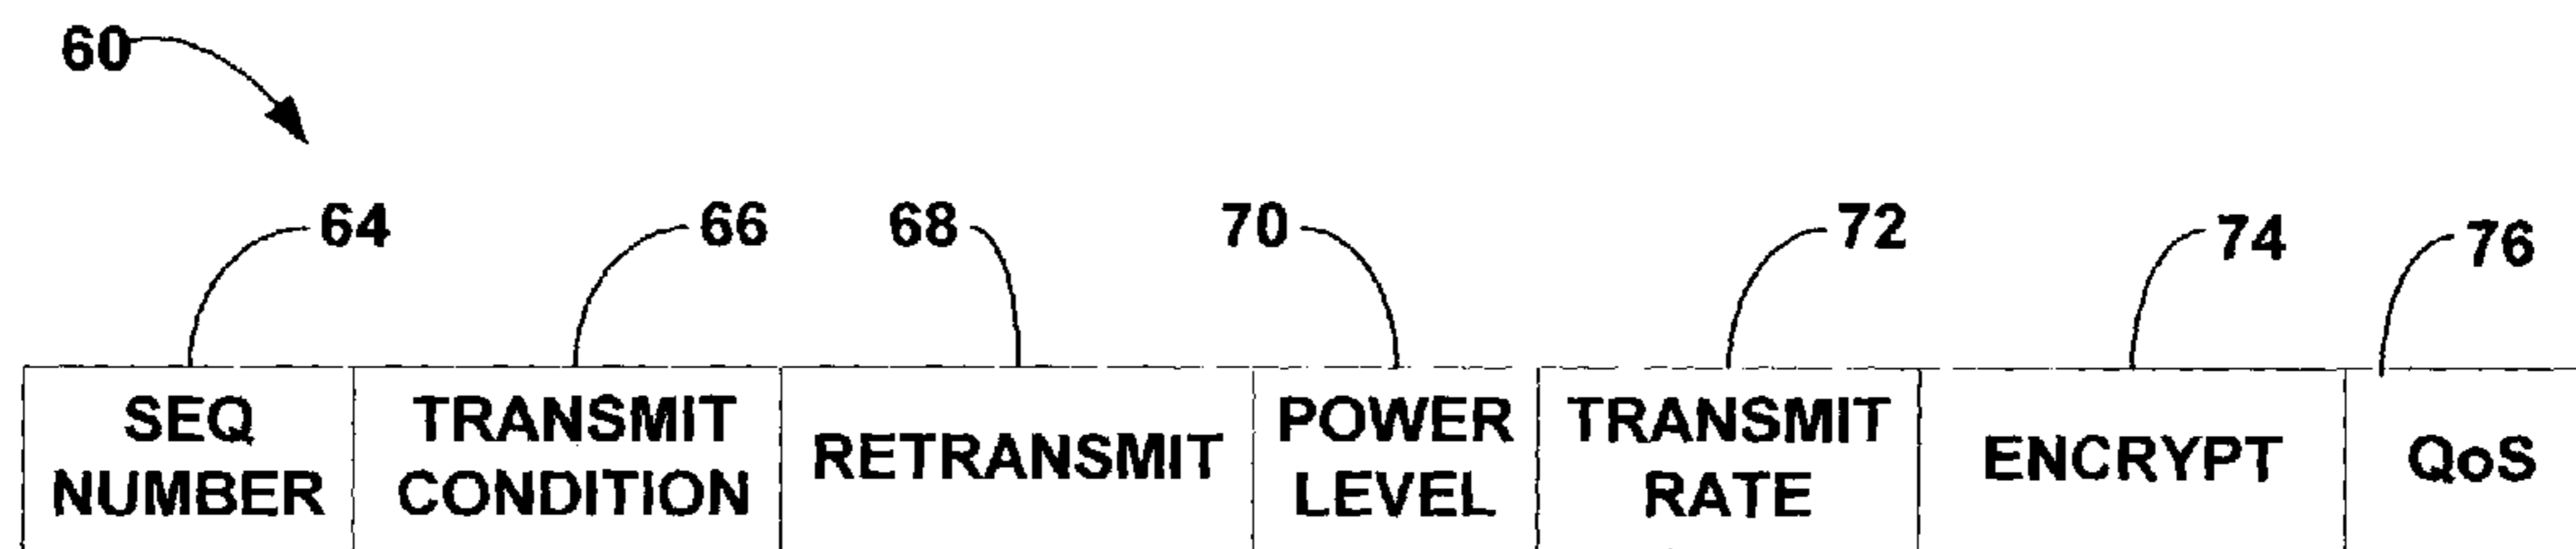 60
64 66 68 70 72 74 76
SEQ NUMBER
TRANSMIT CONDITION
RETRANSMIT
POWER LEVEL
TRANSMIT RATE
ENCRYPT
QoS